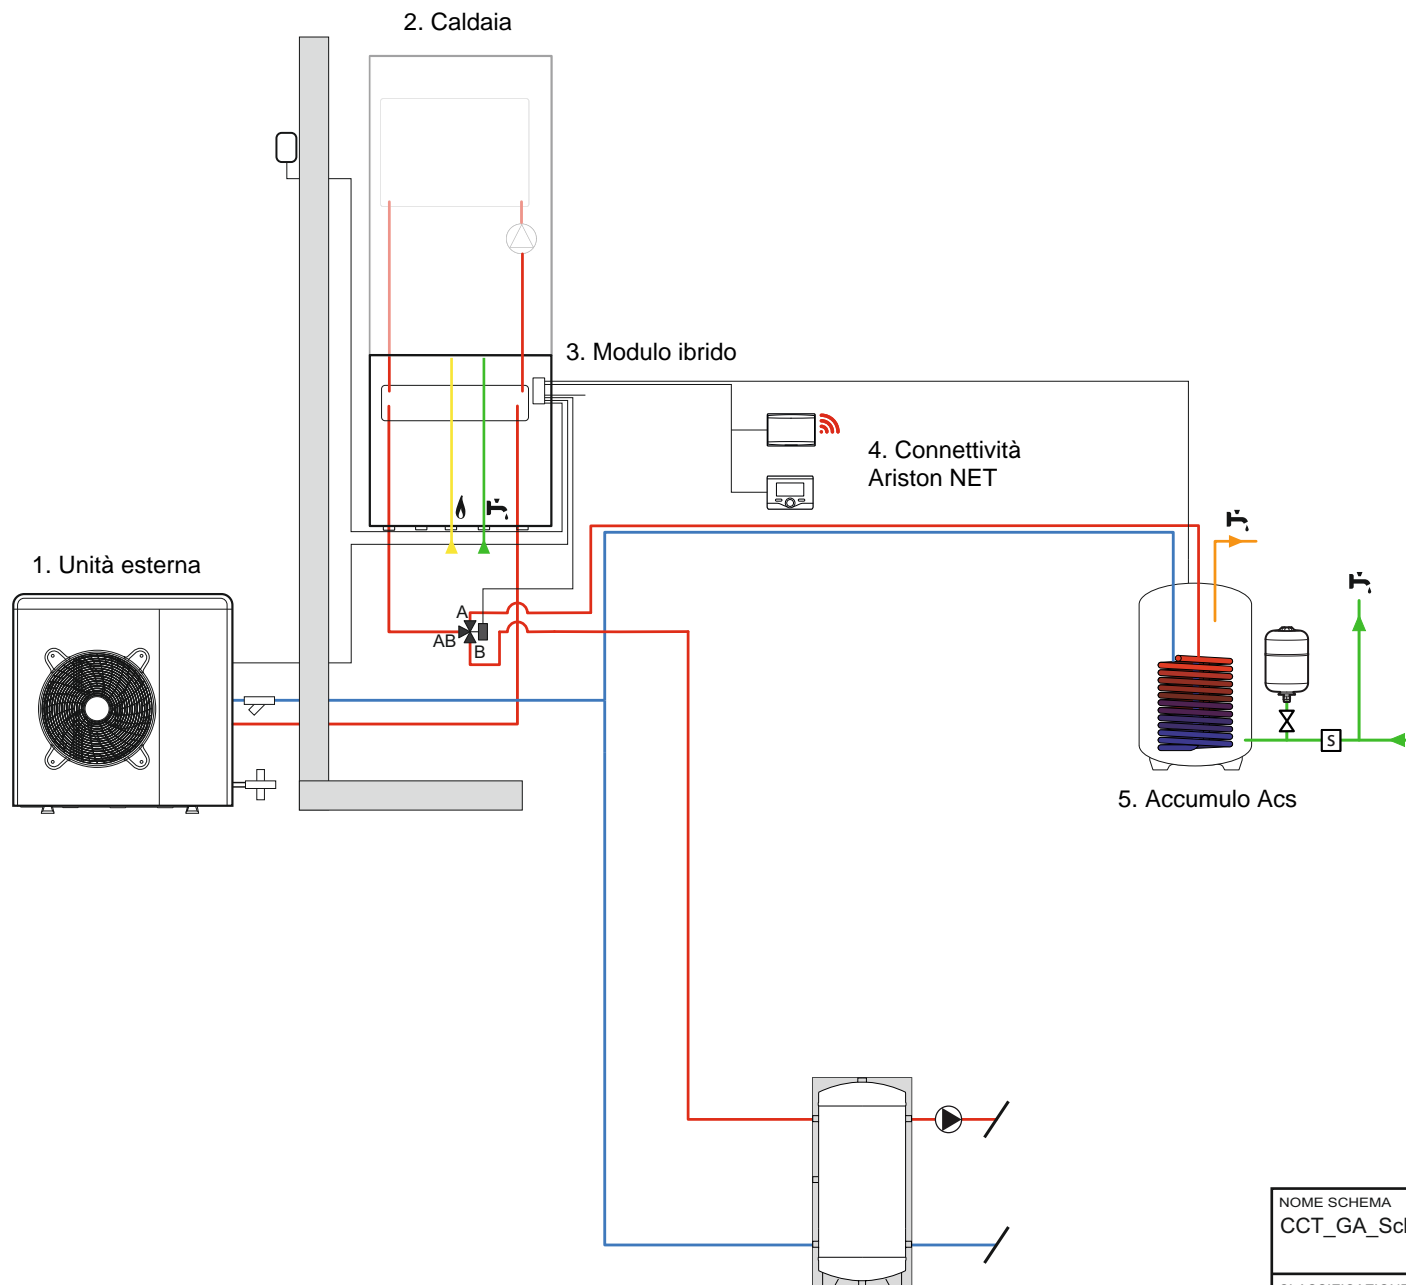 2. Caldaia
3. Modulo ibrido
4. Connettività
Ariston NET
1. Unità esterna
A
AB
B
S
5. Accumulo Acs
NOME SCHEMA